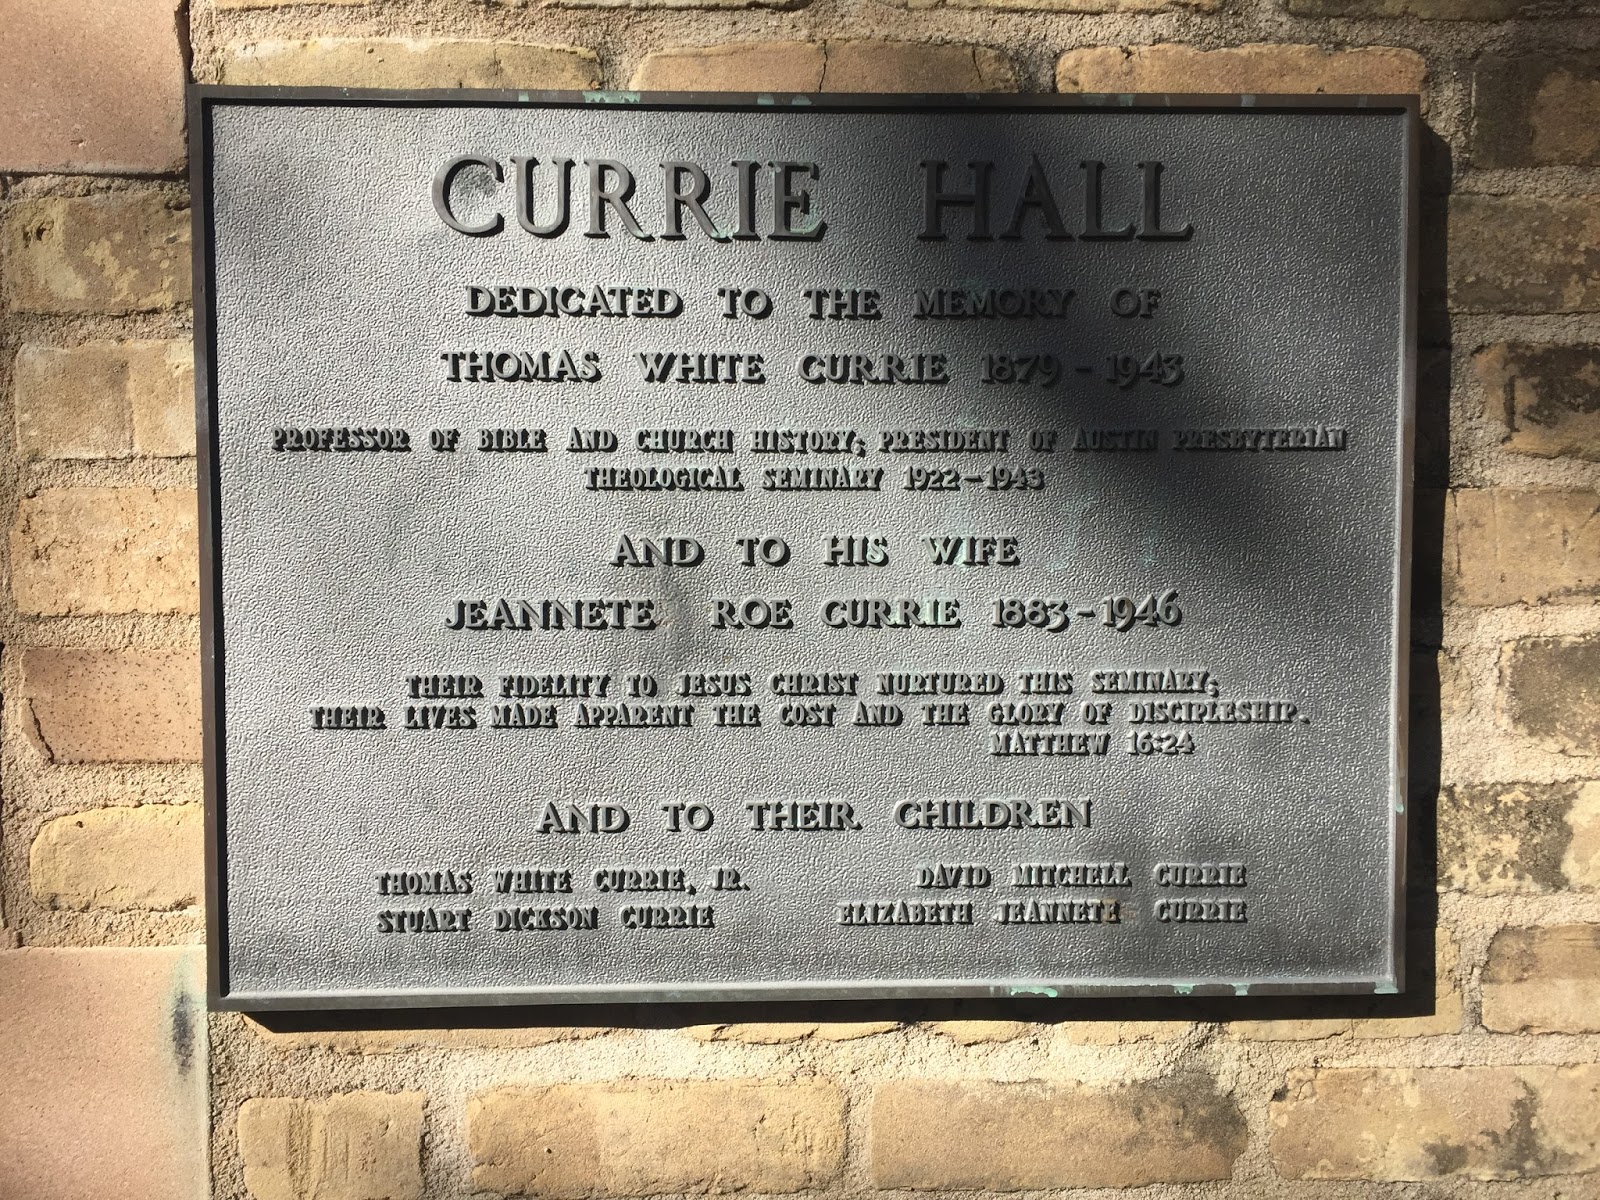 CURRIE HALL
DEDICATED TO THE MEMORY OF
THOMAS WHITE CURRIE 1879 - 1943
PROFESSOR OF BIBLE AND CHURCH HISTORY; PRESIDENT OF AUSTIN PRESBYTERIAN
THEOLOGICAL SEMINARY 1922 - 1943
AND TO HIS WIFE
JEANNETE ROE CURRIE 1883 - 1946
THEIR FIDELITY TO JESUS CHRIST NURTURED THIS SEMINARY;
THEIR LIVES MADE APPARENT THE COST AND THE GLORY OF DISCIPLESHIP.
MATTHEW 16:24
AND TO THEIR CHILDREN
THOMAS WHITE CURRIE, JR. DAVID MITCHELL CURRIE
STUART DICKSON CURRIE ELIZABETH JEANNETE CURRIE